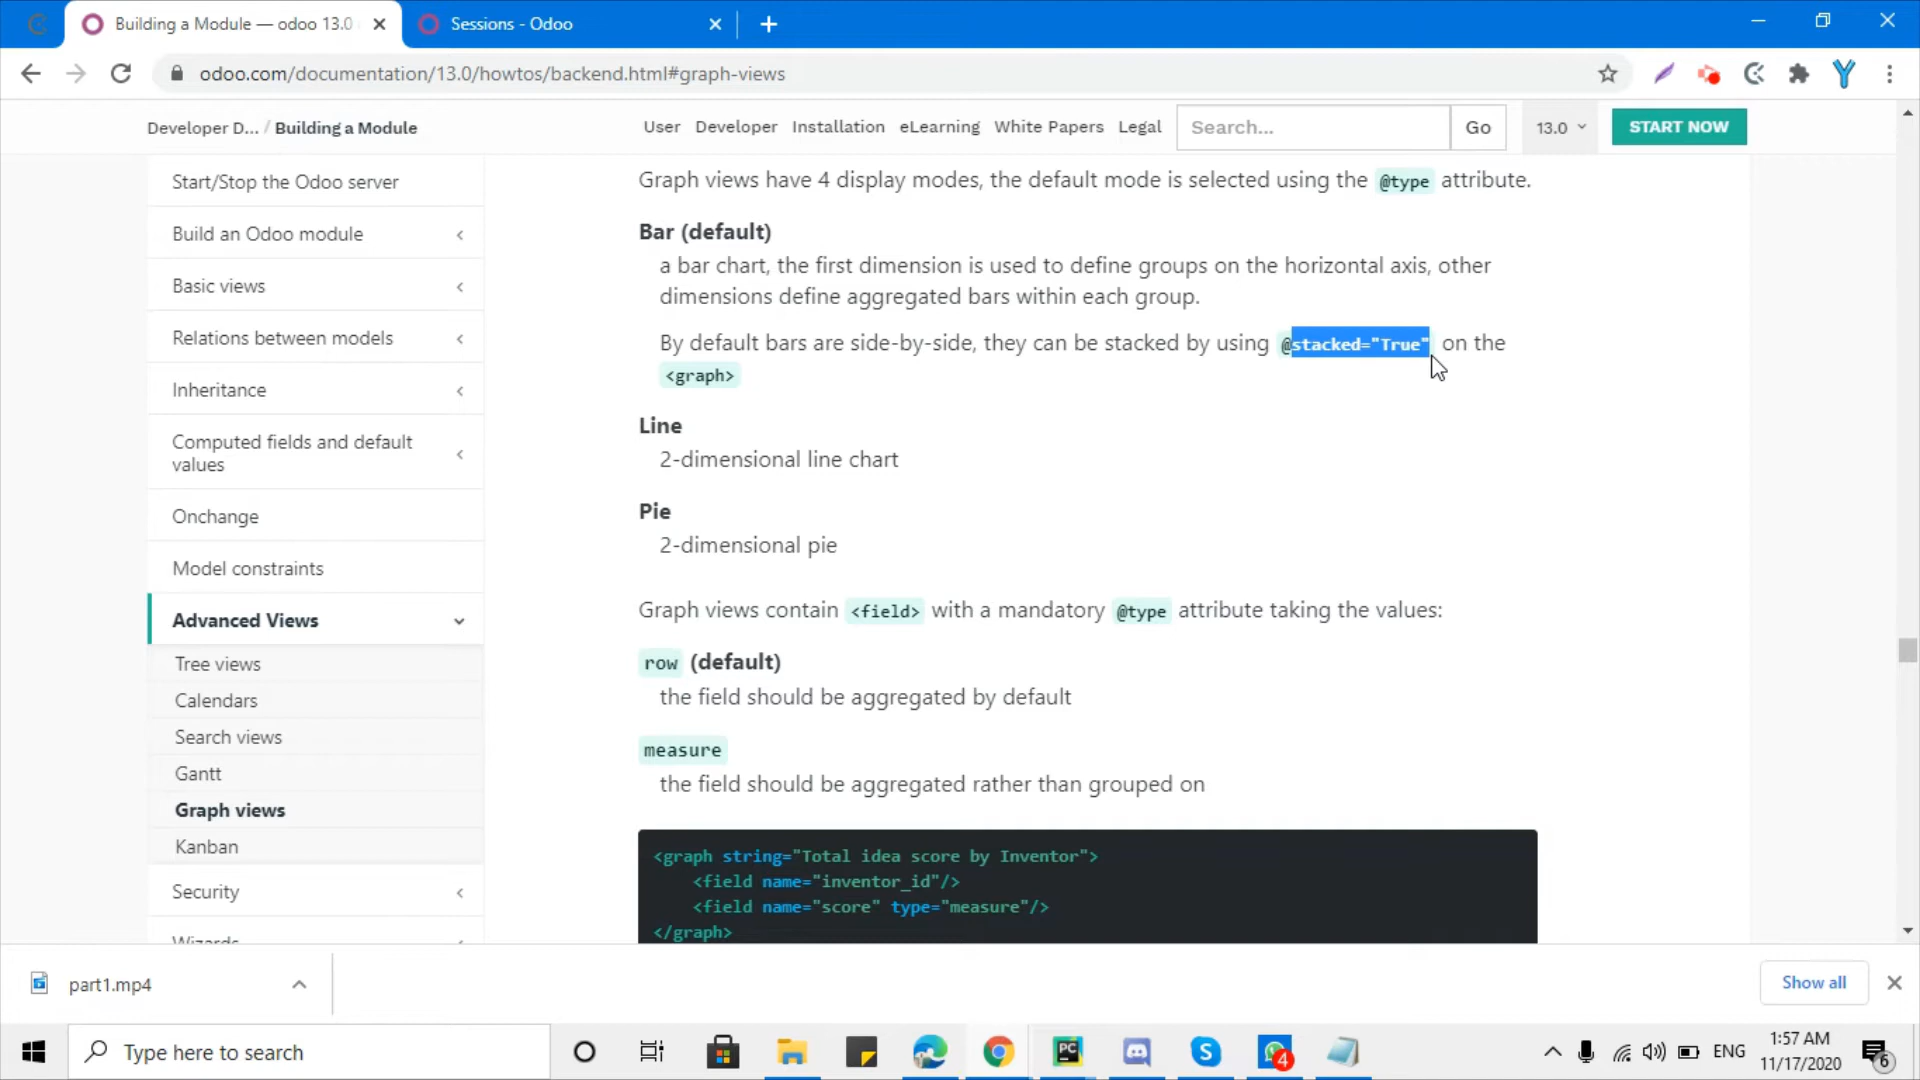 Building a Module — odoo 13.0
Sessions - Odoo
odoo.com/documentation/13.0/howtos/backend.html#graph-views
Developer D... / Building a Module
User Developer Installation eLearning White Papers Legal
Search...
Go
13.0
START NOW
Start/Stop the Odoo server
Build an Odoo module
Basic views
Relations between models
Inheritance
Computed fields and default
values
Onchange
Model constraints
Advanced Views
Tree views
Calendars
Search views
Gantt
Graph views
Kanban
Security
Wizards
Graph views have 4 display modes, the default mode is selected using the @type attribute.
Bar (default)
a bar chart, the first dimension is used to define groups on the horizontal axis, other
dimensions define aggregated bars within each group.
By default bars are side-by-side, they can be stacked by using @stacked="True" on the
<graph>
Line
2-dimensional line chart
Pie
2-dimensional pie
Graph views contain <field> with a mandatory @type attribute taking the values:
row (default)
the field should be aggregated by default
measure
the field should be aggregated rather than grouped on
<graph string="Total idea score by Inventor">
<field name="inventor_id"/>
<field name="score" type="measure"/>
</graph>
part1.mp4
Show all
Type here to search
PC
4
ENG
1:57 AM
11/17/2020
6